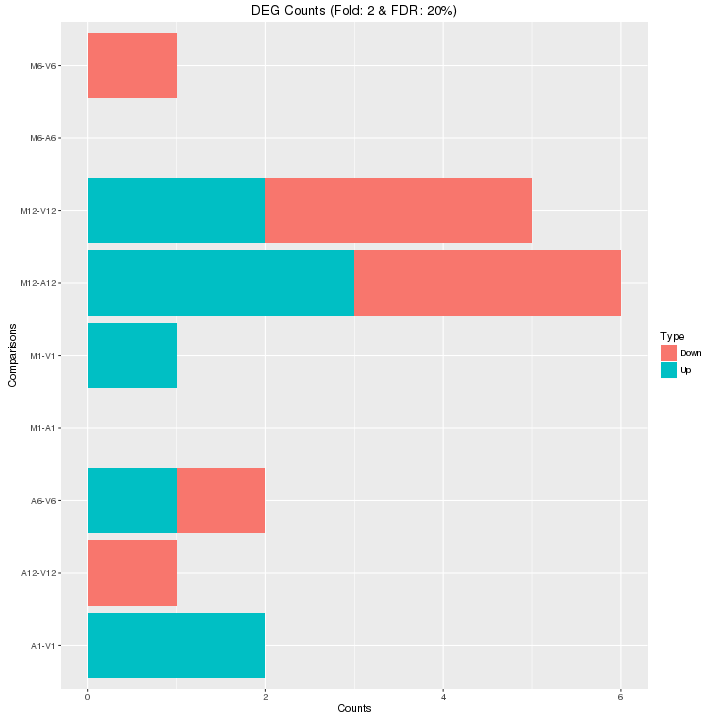 DEG Counts (Fold: 2 & FDR: 20%)
M6-V6
M6-A6
M12-V12
M12-A12
M1-V1
M1-A1
A6-V6
A12-V12
A1-V1
Comparisons
0 2 4 6
Counts
Type
Down
Up